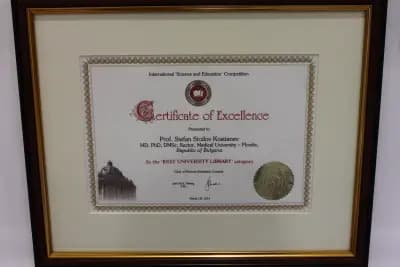 International 'Science and Education' Competition
Certificate of Excellence
Presented to
Prof. Stefan Stoilov Kostianev
MD, PhD, DMSc, Rector, Medical University - Plovdiv,
Republic of Bulgaria
In the 'BEST UNIVERSITY LIBRARY' category